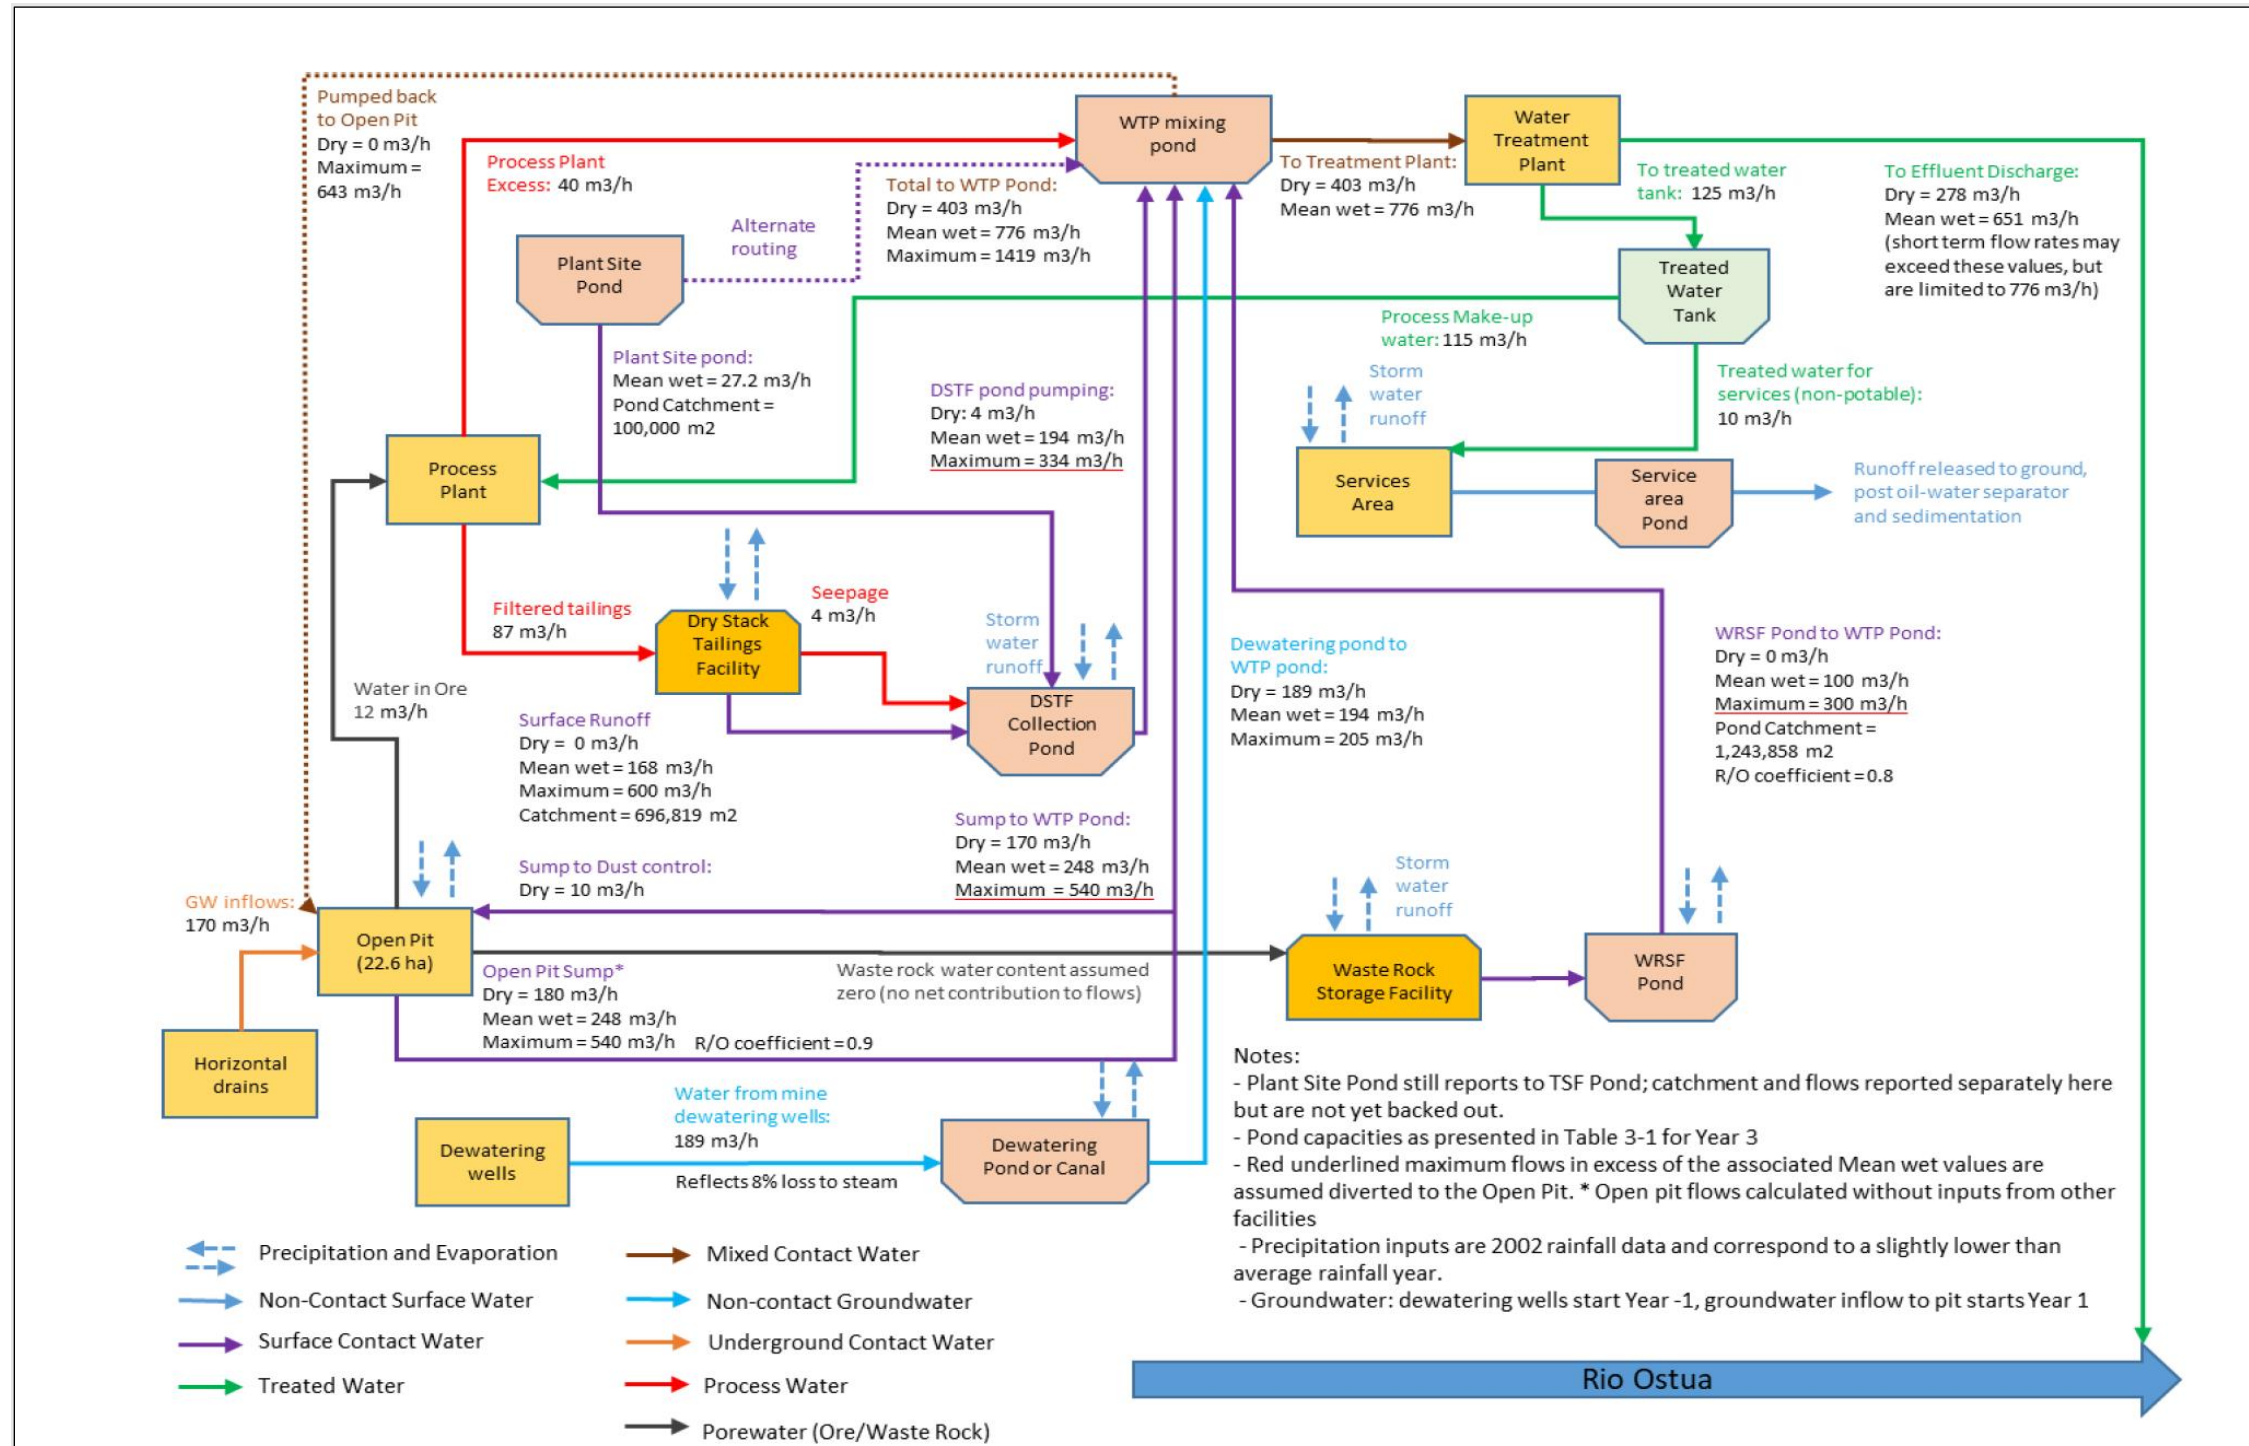 Pumped back
to Open Pit
Dry = 0 m3/h
Maximum =
643 m3/h
Process Plant
Excess: 40 m3/h
WTP mixing
pond
Water
Treatment
Plant
To Treatment Plant:
Dry = 403 m3/h
Mean wet = 776 m3/h
To treated water
tank: 125 m3/h
To Effluent Discharge:
Dry = 278 m3/h
Mean wet = 651 m3/h
(short term flow rates may
exceed these values, but
are limited to 776 m3/h)
Total to WTP Pond:
Dry = 403 m3/h
Mean wet = 776 m3/h
Maximum = 1419 m3/h
Alternate
routing
Plant Site
Pond
Treated
Water
Tank
Process Make-up
water: 115 m3/h
Plant Site pond:
Mean wet = 27.2 m3/h
Pond Catchment =
100,000 m2
DSTF pond pumping:
Dry: 4 m3/h
Mean wet = 194 m3/h
Maximum = 334 m3/h
Storm
water
runoff
Treated water for
services (non-potable):
10 m3/h
Process
Plant
Services
Area
Service
area
Pond
Runoff released to ground,
post oil-water separator
and sedimentation
Filtered tailings
87 m3/h
Dry Stack
Tailings
Facility
Seepage
4 m3/h
Storm
water
runoff
Dewatering pond to
WTP pond:
Dry = 189 m3/h
Mean wet = 194 m3/h
Maximum = 205 m3/h
WRSF Pond to WTP Pond:
Dry = 0 m3/h
Mean wet = 100 m3/h
Maximum = 300 m3/h
Pond Catchment =
1,243,858 m2
R/O coefficient = 0.8
Water in Ore
12 m3/h
DSTF
Collection
Pond
Surface Runoff
Dry = 0 m3/h
Mean wet = 168 m3/h
Maximum = 600 m3/h
Catchment = 696,819 m2
Sump to WTP Pond:
Dry = 170 m3/h
Mean wet = 248 m3/h
Maximum = 540 m3/h
Sump to Dust control:
Dry = 10 m3/h
Storm
water
runoff
GW inflows:
170 m3/h
Open Pit
(22.6 ha)
Open Pit Sump*
Dry = 180 m3/h
Mean wet = 248 m3/h
Maximum = 540 m3/h R/O coefficient = 0.9
Waste rock water content assumed
zero (no net contribution to flows)
Waste Rock
Storage Facility
WRSF
Pond
Horizontal
drains
Water from mine
dewatering wells:
189 m3/h
Reflects 8% loss to steam
Dewatering
wells
Dewatering
Pond or Canal
Notes:
- Plant Site Pond still reports to TSF Pond; catchment and flows reported separately here
but are not yet backed out.
- Pond capacities as presented in Table 3-1 for Year 3
- Red underlined maximum flows in excess of the associated Mean wet values are
assumed diverted to the Open Pit. * Open pit flows calculated without inputs from other
facilities
- Precipitation inputs are 2002 rainfall data and correspond to a slightly lower than
average rainfall year.
- Groundwater: dewatering wells start Year -1, groundwater inflow to pit starts Year 1
Precipitation and Evaporation
Non-Contact Surface Water
Surface Contact Water
Treated Water
Mixed Contact Water
Non-contact Groundwater
Underground Contact Water
Process Water
Porewater (Ore/Waste Rock)
Rio Ostua